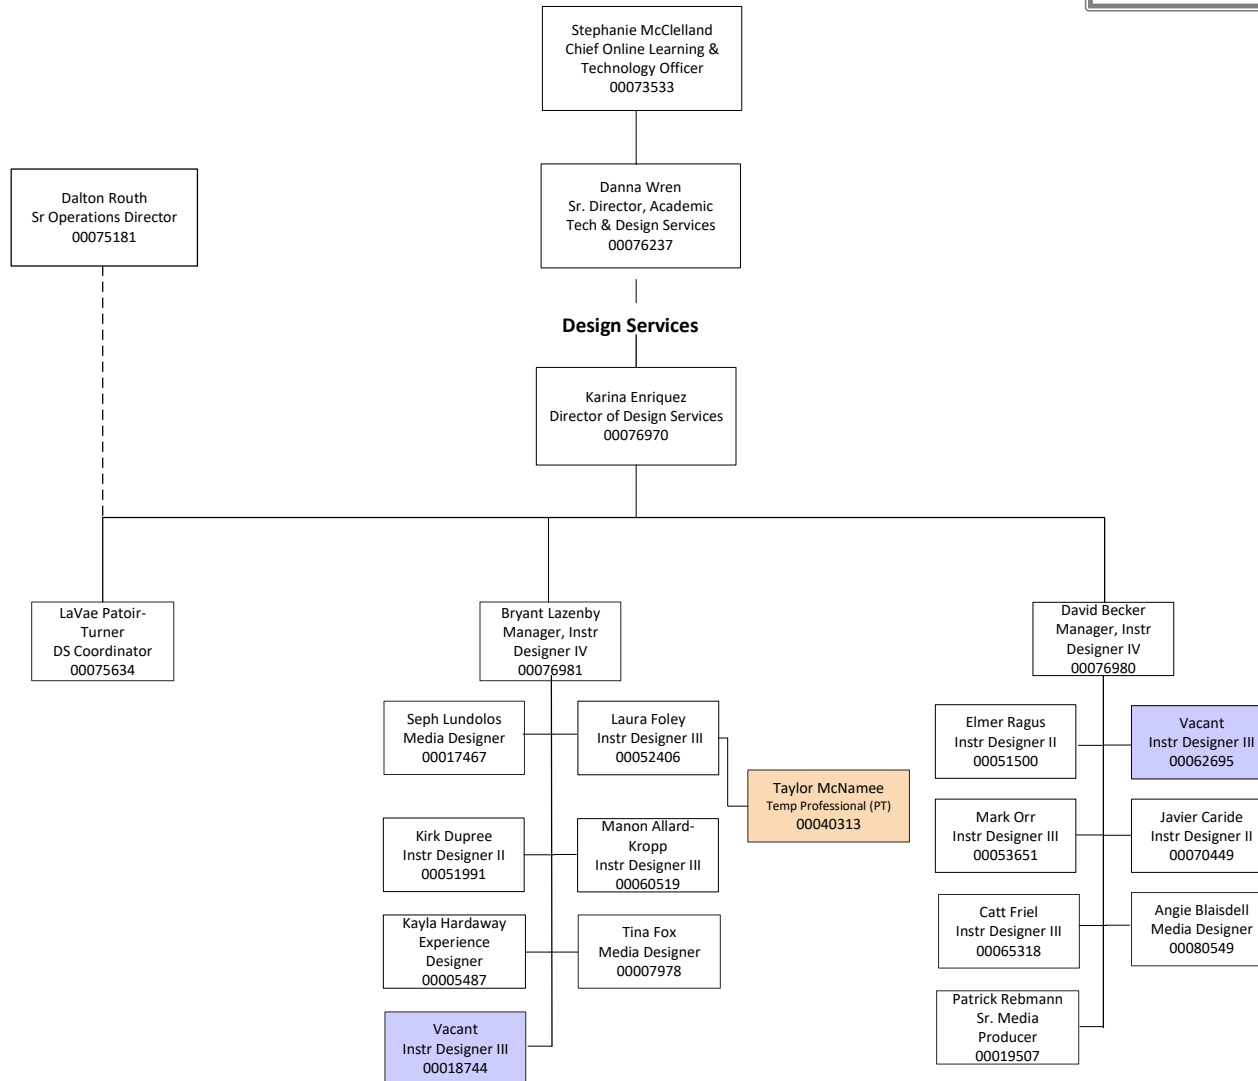 Stephanie McClelland
Chief Online Learning &
Technology Officer
00073533
Dalton Routh
Sr Operations Director
00075181
Danna Wren
Sr. Director, Academic
Tech & Design Services
00076237
Design Services
Karina Enriquez
Director of Design Services
00076970
LaVae Patoir-
Turner
DS Coordinator
00075634
Bryant Lazenby
Manager, Instr
Designer IV
00076981
David Becker
Manager, Instr
Designer IV
00076980
Seph Lundolos
Media Designer
00017467
Laura Foley
Instr Designer III
00052406
Taylor McNamee
Temp Professional (PT)
00040313
Kirk Dupree
Instr Designer II
00051991
Manon Allard-
Kropp
Instr Designer III
00060519
Kayla Hardaway
Experience
Designer
00005487
Tina Fox
Media Designer
00007978
Vacant
Instr Designer III
00018744
Elmer Ragus
Instr Designer II
00051500
Vacant
Instr Designer III
00062695
Mark Orr
Instr Designer III
00053651
Javier Caride
Instr Designer II
00070449
Catt Friel
Instr Designer III
00065318
Angie Blaisdell
Media Designer
00080549
Patrick Rebmann
Sr. Media
Producer
00019507